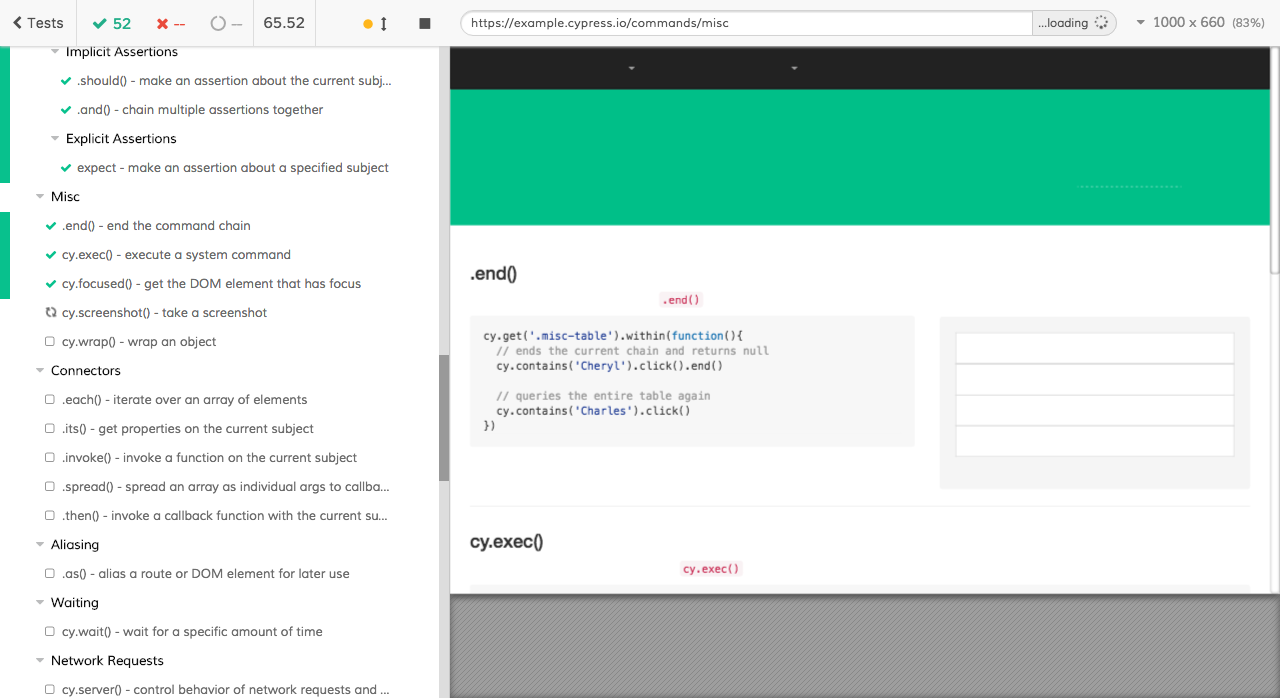 Tests
52
--
--
65.52
https://example.cypress.io/commands/misc
...loading
1000 x 660 (83%)
Implicit Assertions
.should() - make an assertion about the current subj...
.and() - chain multiple assertions together
Explicit Assertions
expect - make an assertion about a specified subject
Misc
.end() - end the command chain
cy.exec() - execute a system command
cy.focused() - get the DOM element that has focus
cy.screenshot() - take a screenshot
cy.wrap() - wrap an object
Connectors
.each() - iterate over an array of elements
.its() - get properties on the current subject
.invoke() - invoke a function on the current subject
.spread() - spread an array as individual args to callba...
.then() - invoke a callback function with the current su...
Aliasing
.as() - alias a route or DOM element for later use
Waiting
cy.wait() - wait for a specific amount of time
Network Requests
cy.server() - control behavior of network requests and ...
.end()
.end()
cy.get('.misc-table').within(function(){
// ends the current chain and returns null
cy.contains('Cheryl').click().end()
// queries the entire table again
cy.contains('Charles').click()
})
cy.exec()
cy.exec()